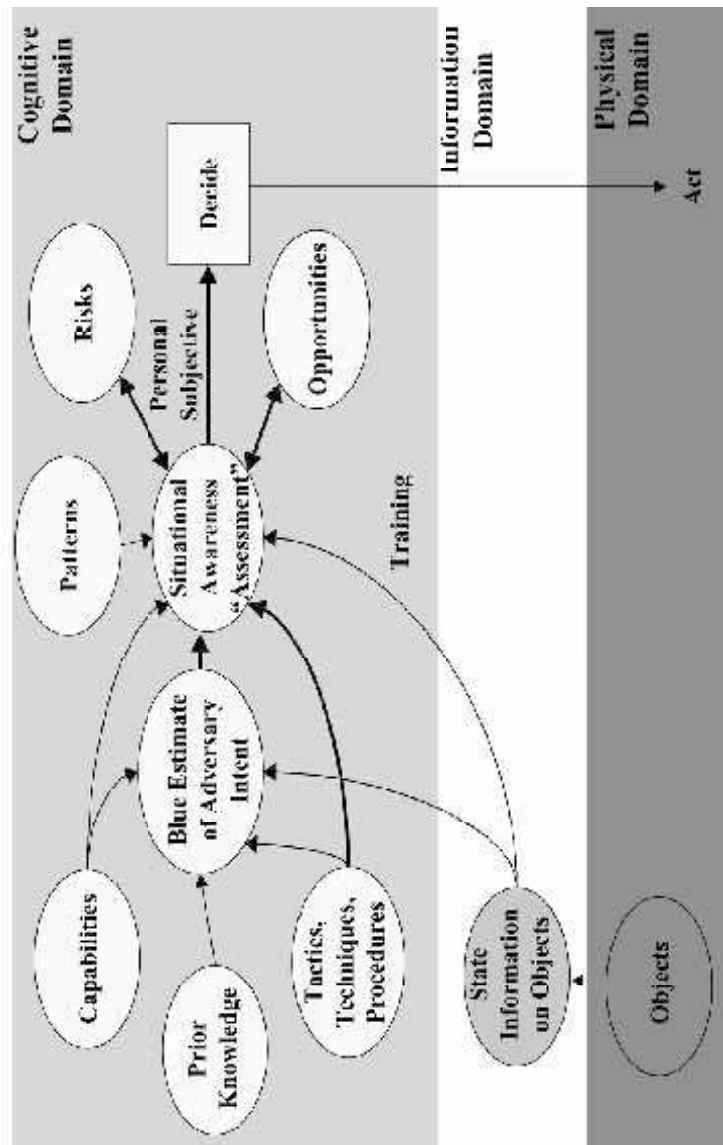 Cognitive
Domain
Patterns
Risks
Capabilities
Personal
Subjective
Prior
Knowledge
Blue Estimate
of Adversary
Intent
Situational
Awareness
“Assessment”
Decide
Opportunities
Tactics,
Techniques,
Procedures
Training
Information
Domain
State
Information
on Objects
Physical
Domain
Objects
Act